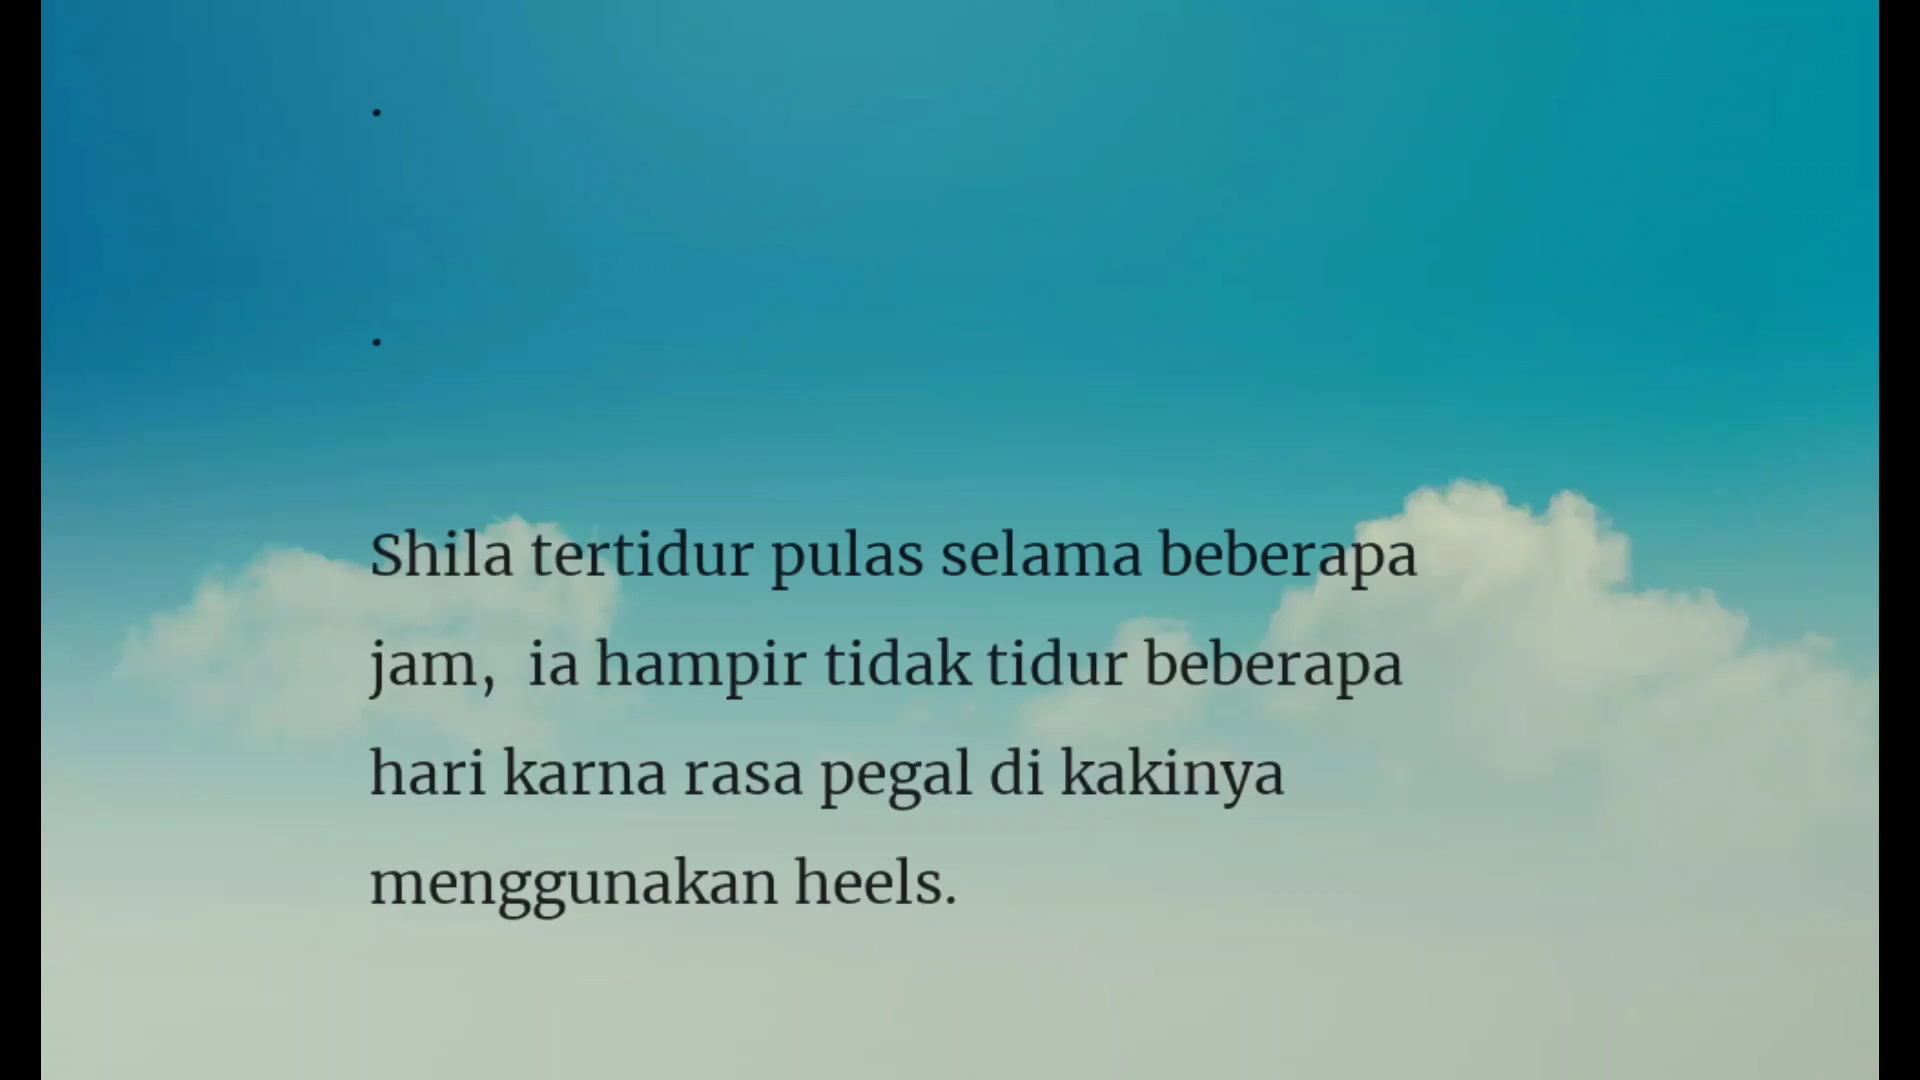 .
.
Shila tertidur pulas selama beberapa
jam,  ia hampir tidak tidur beberapa
hari karna rasa pegal di kakinya
menggunakan heels.